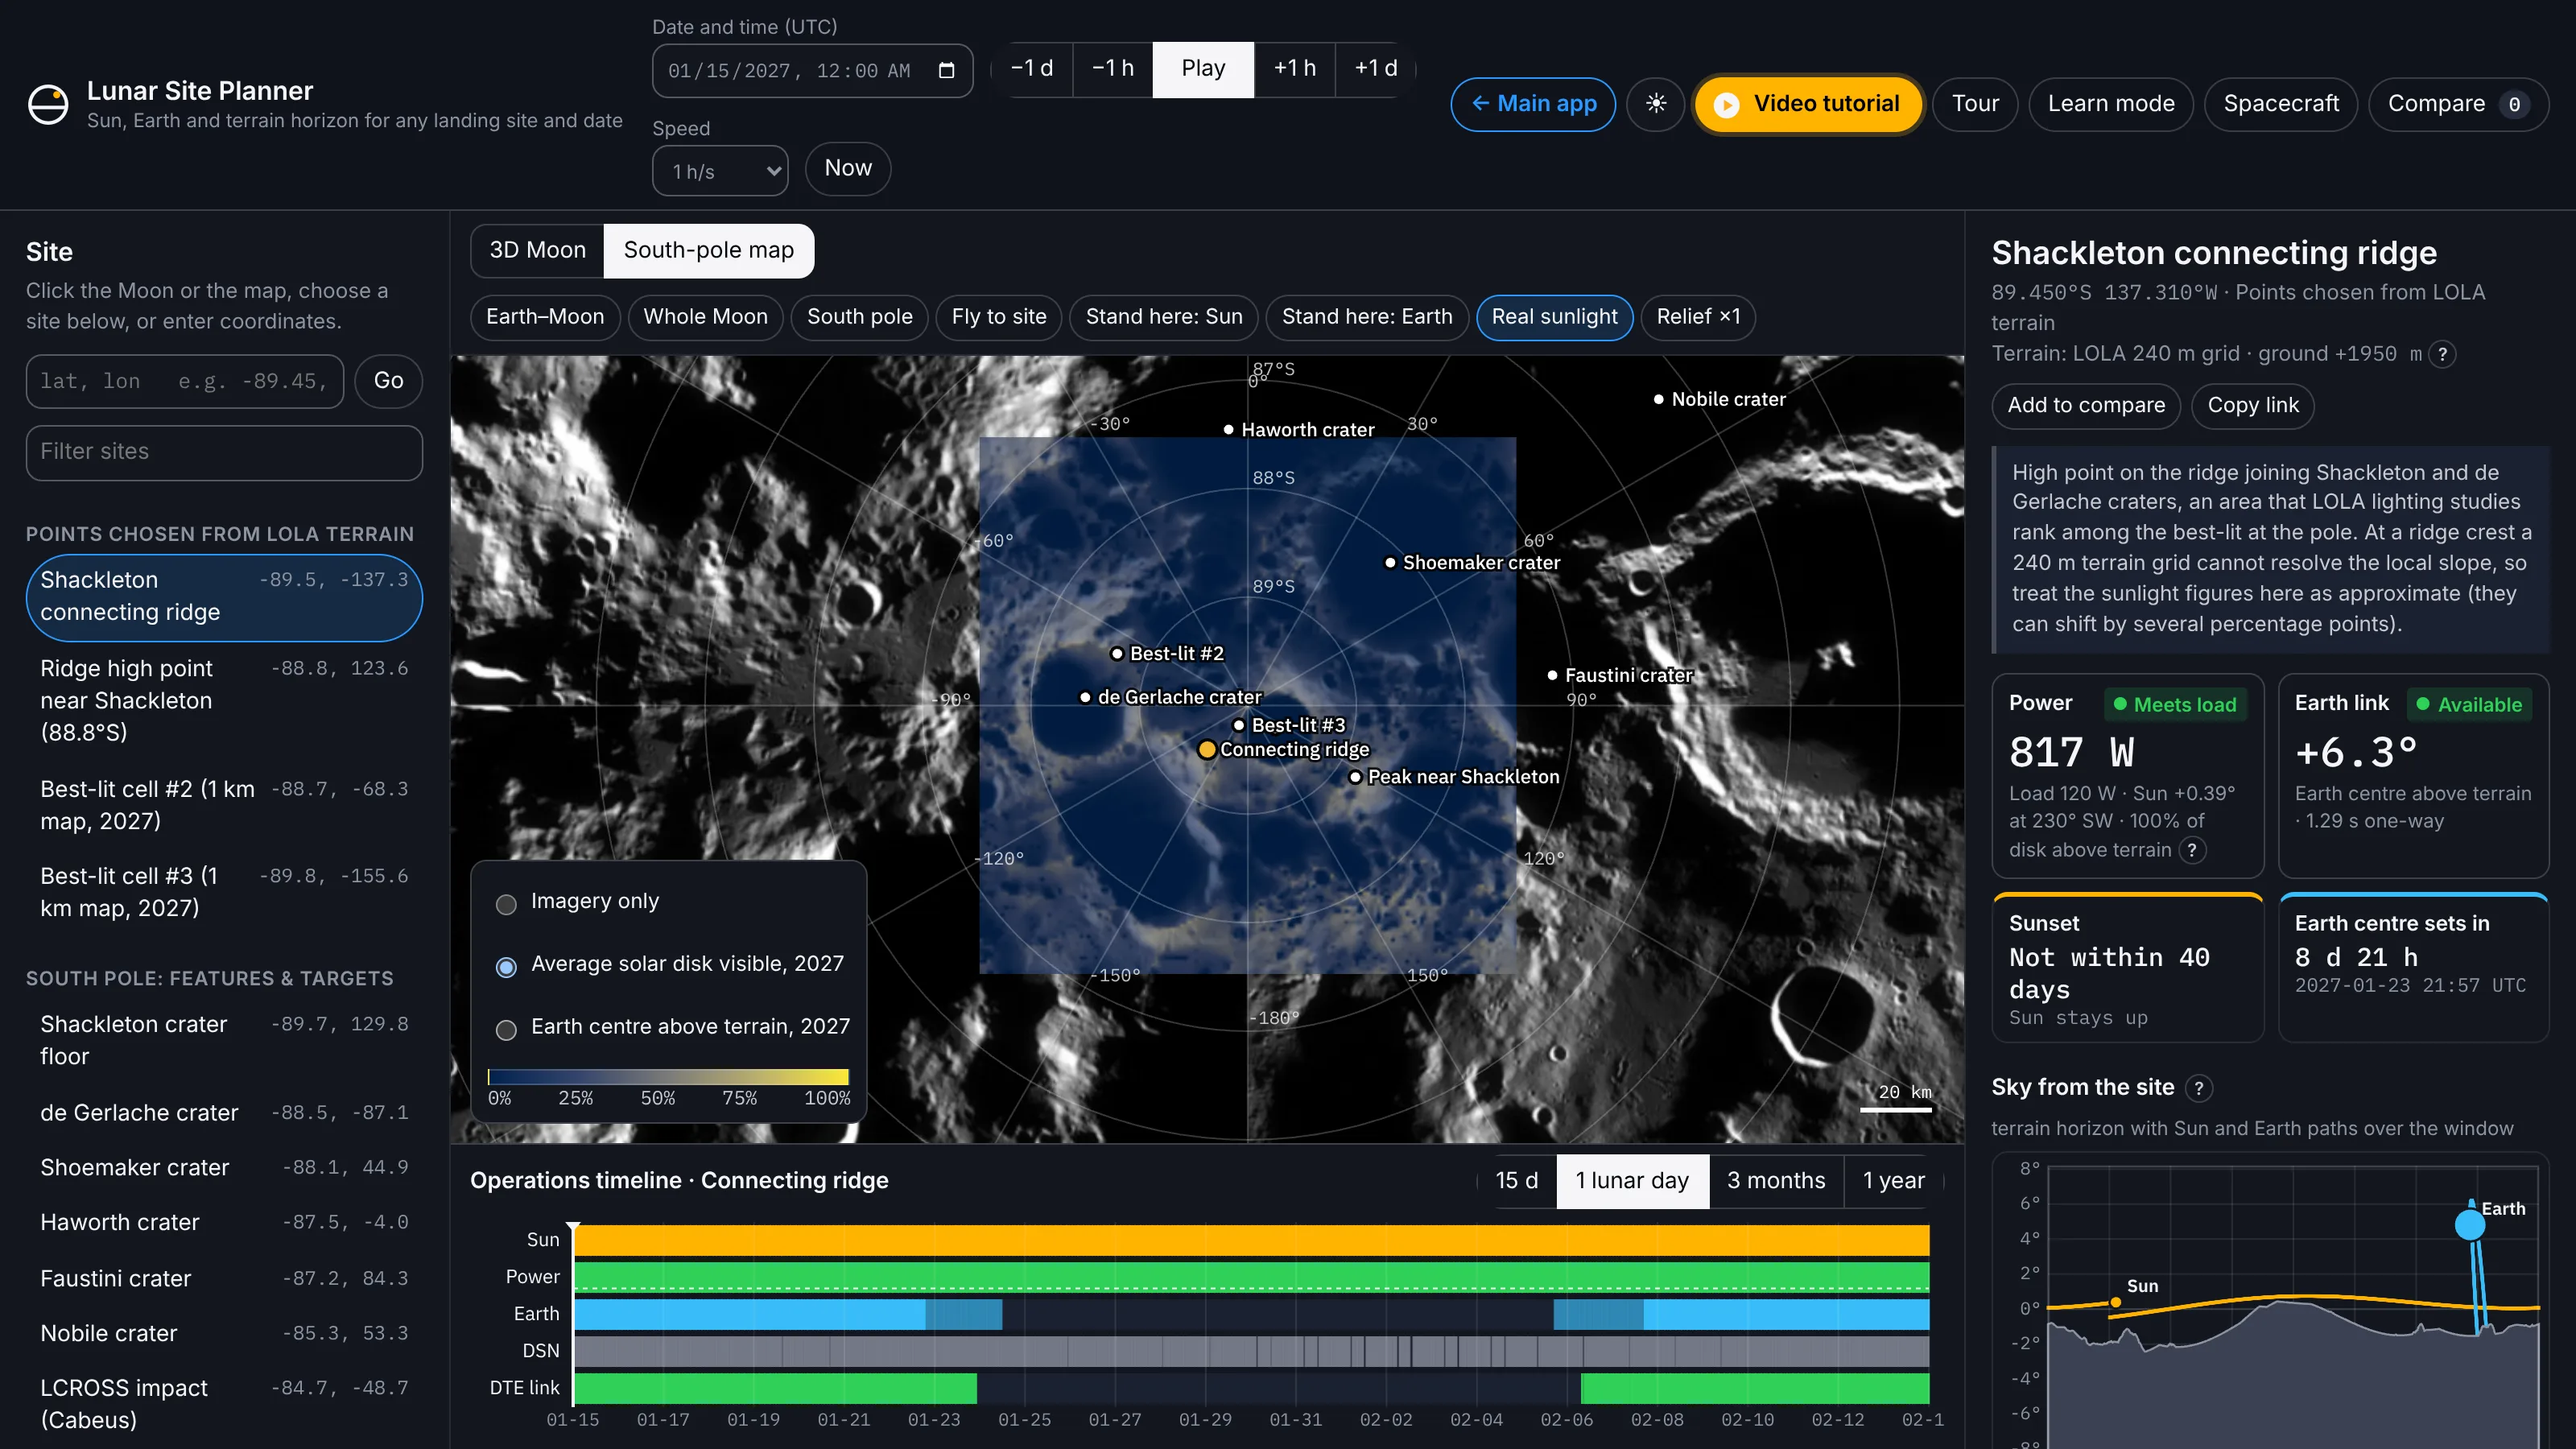 Lunar Site Planner
Sun, Earth and terrain horizon for any landing site and date
Date and time (UTC)
01/15/2027, 12:00 AM
−1 d
−1 h
Play
+1 h
+1 d
Speed
1 h/s
Now
← Main app
Video tutorial
Tour
Learn mode
Spacecraft
Compare 0
Site
Click the Moon or the map, choose a
site below, or enter coordinates.
lat, lon e.g. -89.45,
Go
Filter sites
POINTS CHOSEN FROM LOLA TERRAIN
Shackleton -89.5, -137.3
connecting ridge
Ridge high point -88.8, 123.6
near Shackleton
(88.8°S)
Best-lit cell #2 (1 km -88.7, -68.3
map, 2027)
Best-lit cell #3 (1 -89.8, -155.6
km map, 2027)
SOUTH POLE: FEATURES & TARGETS
Shackleton crater -89.7, 129.8
floor
de Gerlache crater -88.5, -87.1
Shoemaker crater -88.1, 44.9
Haworth crater -87.5, -4.0
Faustini crater -87.2, 84.3
Nobile crater -85.3, 53.3
LCROSS impact -84.7, -48.7
(Cabeus)
3D Moon
South-pole map
Earth–Moon
Whole Moon
South pole
Fly to site
Stand here: Sun
Stand here: Earth
Real sunlight
Relief ×1
87°S
0°
Nobile crater
-30°
Haworth crater
30°
88°S
-60°
60°
Shoemaker crater
89°S
Best-lit #2
Faustini crater
-90°
de Gerlache crater
90°
Best-lit #3
Connecting ridge
Peak near Shackleton
-120°
120°
-150°
150°
-180°
Imagery only
Average solar disk visible, 2027
Earth centre above terrain, 2027
0% 25% 50% 75% 100%
20 km
Operations timeline · Connecting ridge
15 d
1 lunar day
3 months
1 year
Sun
Power
Earth
DSN
DTE link
01-15 01-17 01-19 01-21 01-23 01-25 01-27 01-29 01-31 02-02 02-04 02-06 02-08 02-10 02-12 02-1
Shackleton connecting ridge
89.450°S 137.310°W · Points chosen from LOLA
terrain
Terrain: LOLA 240 m grid · ground +1950 m ?
Add to compare
Copy link
High point on the ridge joining Shackleton and de
Gerlache craters, an area that LOLA lighting studies
rank among the best-lit at the pole. At a ridge crest a
240 m terrain grid cannot resolve the local slope, so
treat the sunlight figures here as approximate (they
can shift by several percentage points).
Power
Meets load
817 W
Load 120 W · Sun +0.39°
at 230° SW · 100% of
disk above terrain ?
Earth link
Available
+6.3°
Earth centre above terrain
· 1.29 s one-way
Sunset
Not within 40
days
Sun stays up
Earth centre sets in
8 d 21 h
2027-01-23 21:57 UTC
Sky from the site ?
terrain horizon with Sun and Earth paths over the window
8°
6°
Earth
4°
2°
Sun
0°
-2°
-4°
-6°
-8°